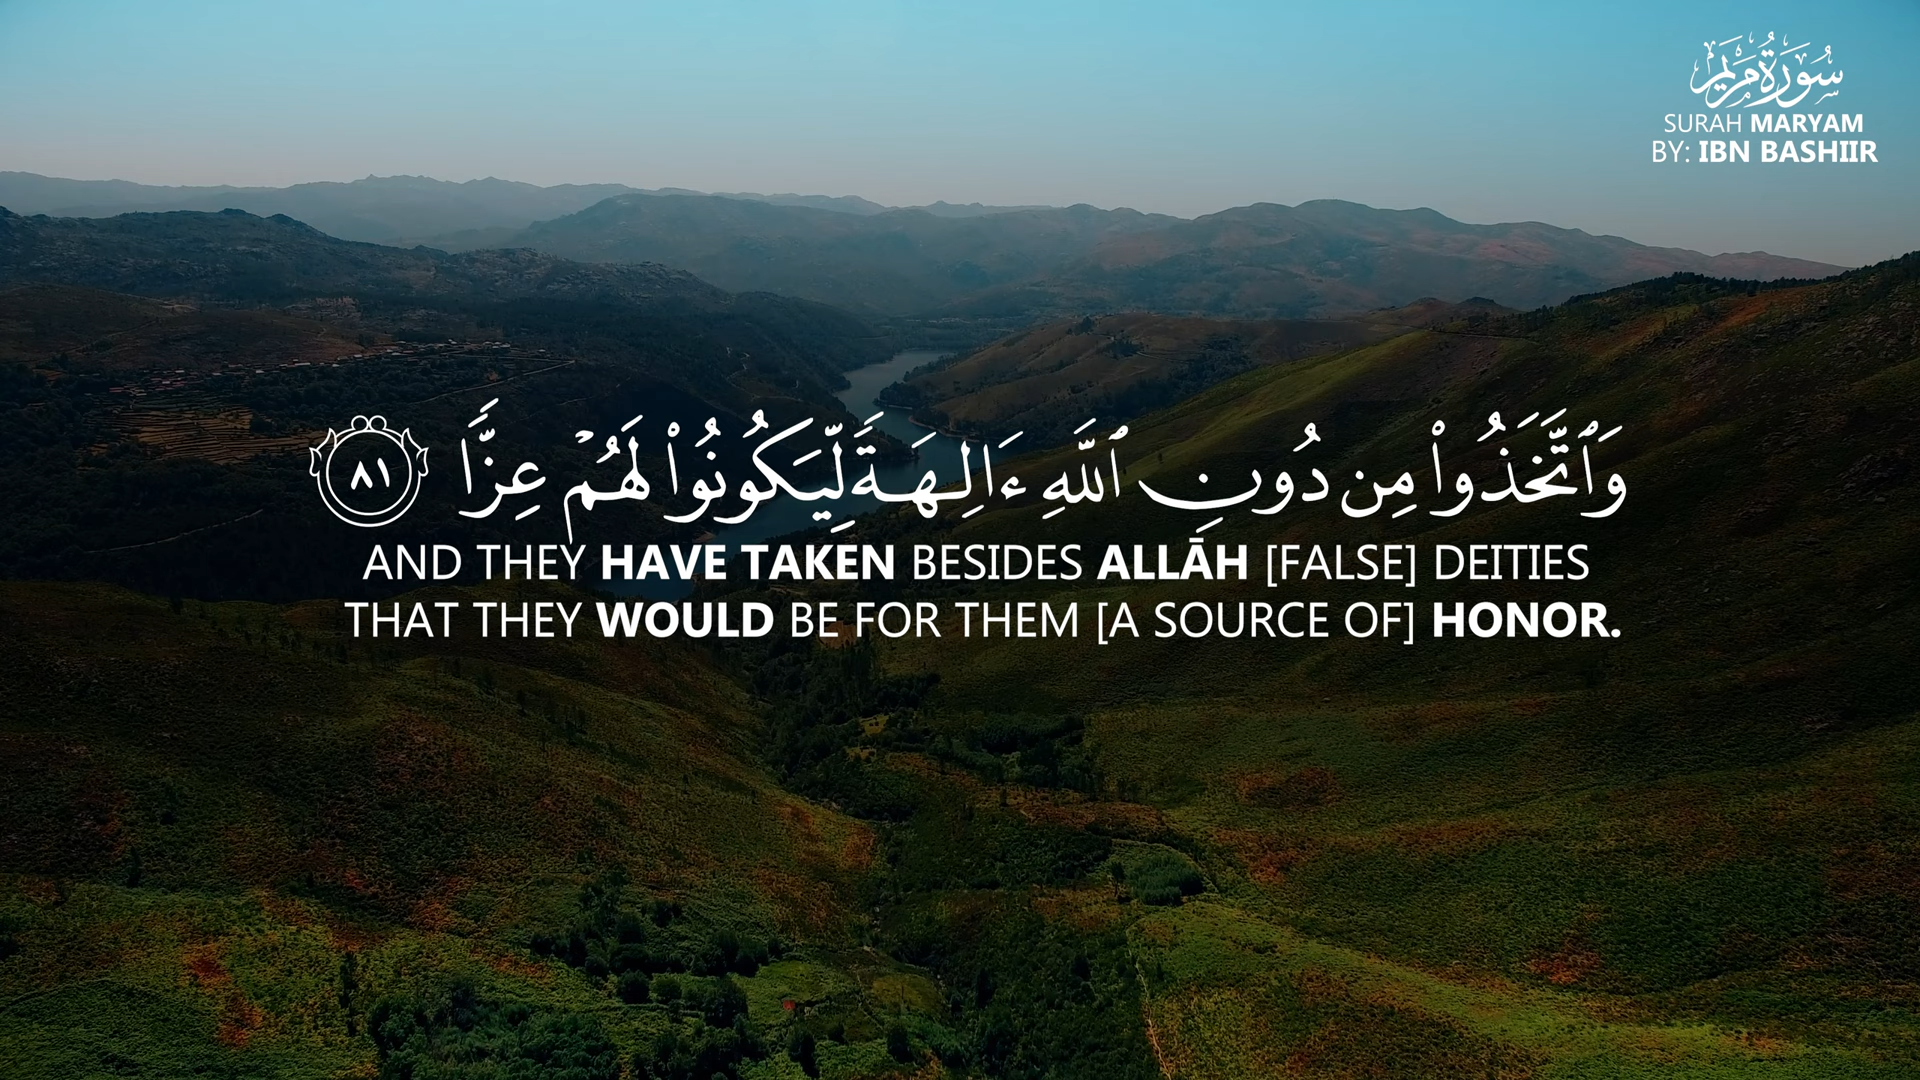 سُورَةُ مَرْيَم
SURAH MARYAM
BY: IBN BASHIIR
وَٱتَّخَذُوا۟ مِن دُونِ ٱللَّهِ ءَالِهَةً لِّيَكُونُوا۟ لَهُمْ عِزًّا ٨١
AND THEY HAVE TAKEN BESIDES ALLĀH [FALSE] DEITIES
THAT THEY WOULD BE FOR THEM [A SOURCE OF] HONOR.